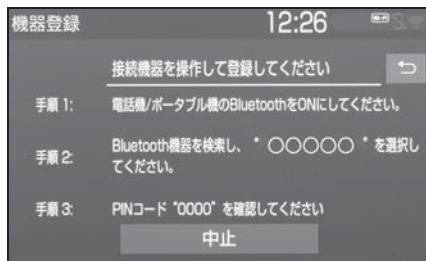 機器登録 12:26 Wi-Fi
接続機器を操作して登録してください
手順 1: 電話機/ポータブル機のBluetoothをONにしてください。
手順 2: Bluetooth機器を検索し、 " ○○○○○ " を選択し
てください。
手順 3: PINコード "0000" を確認してください
中止